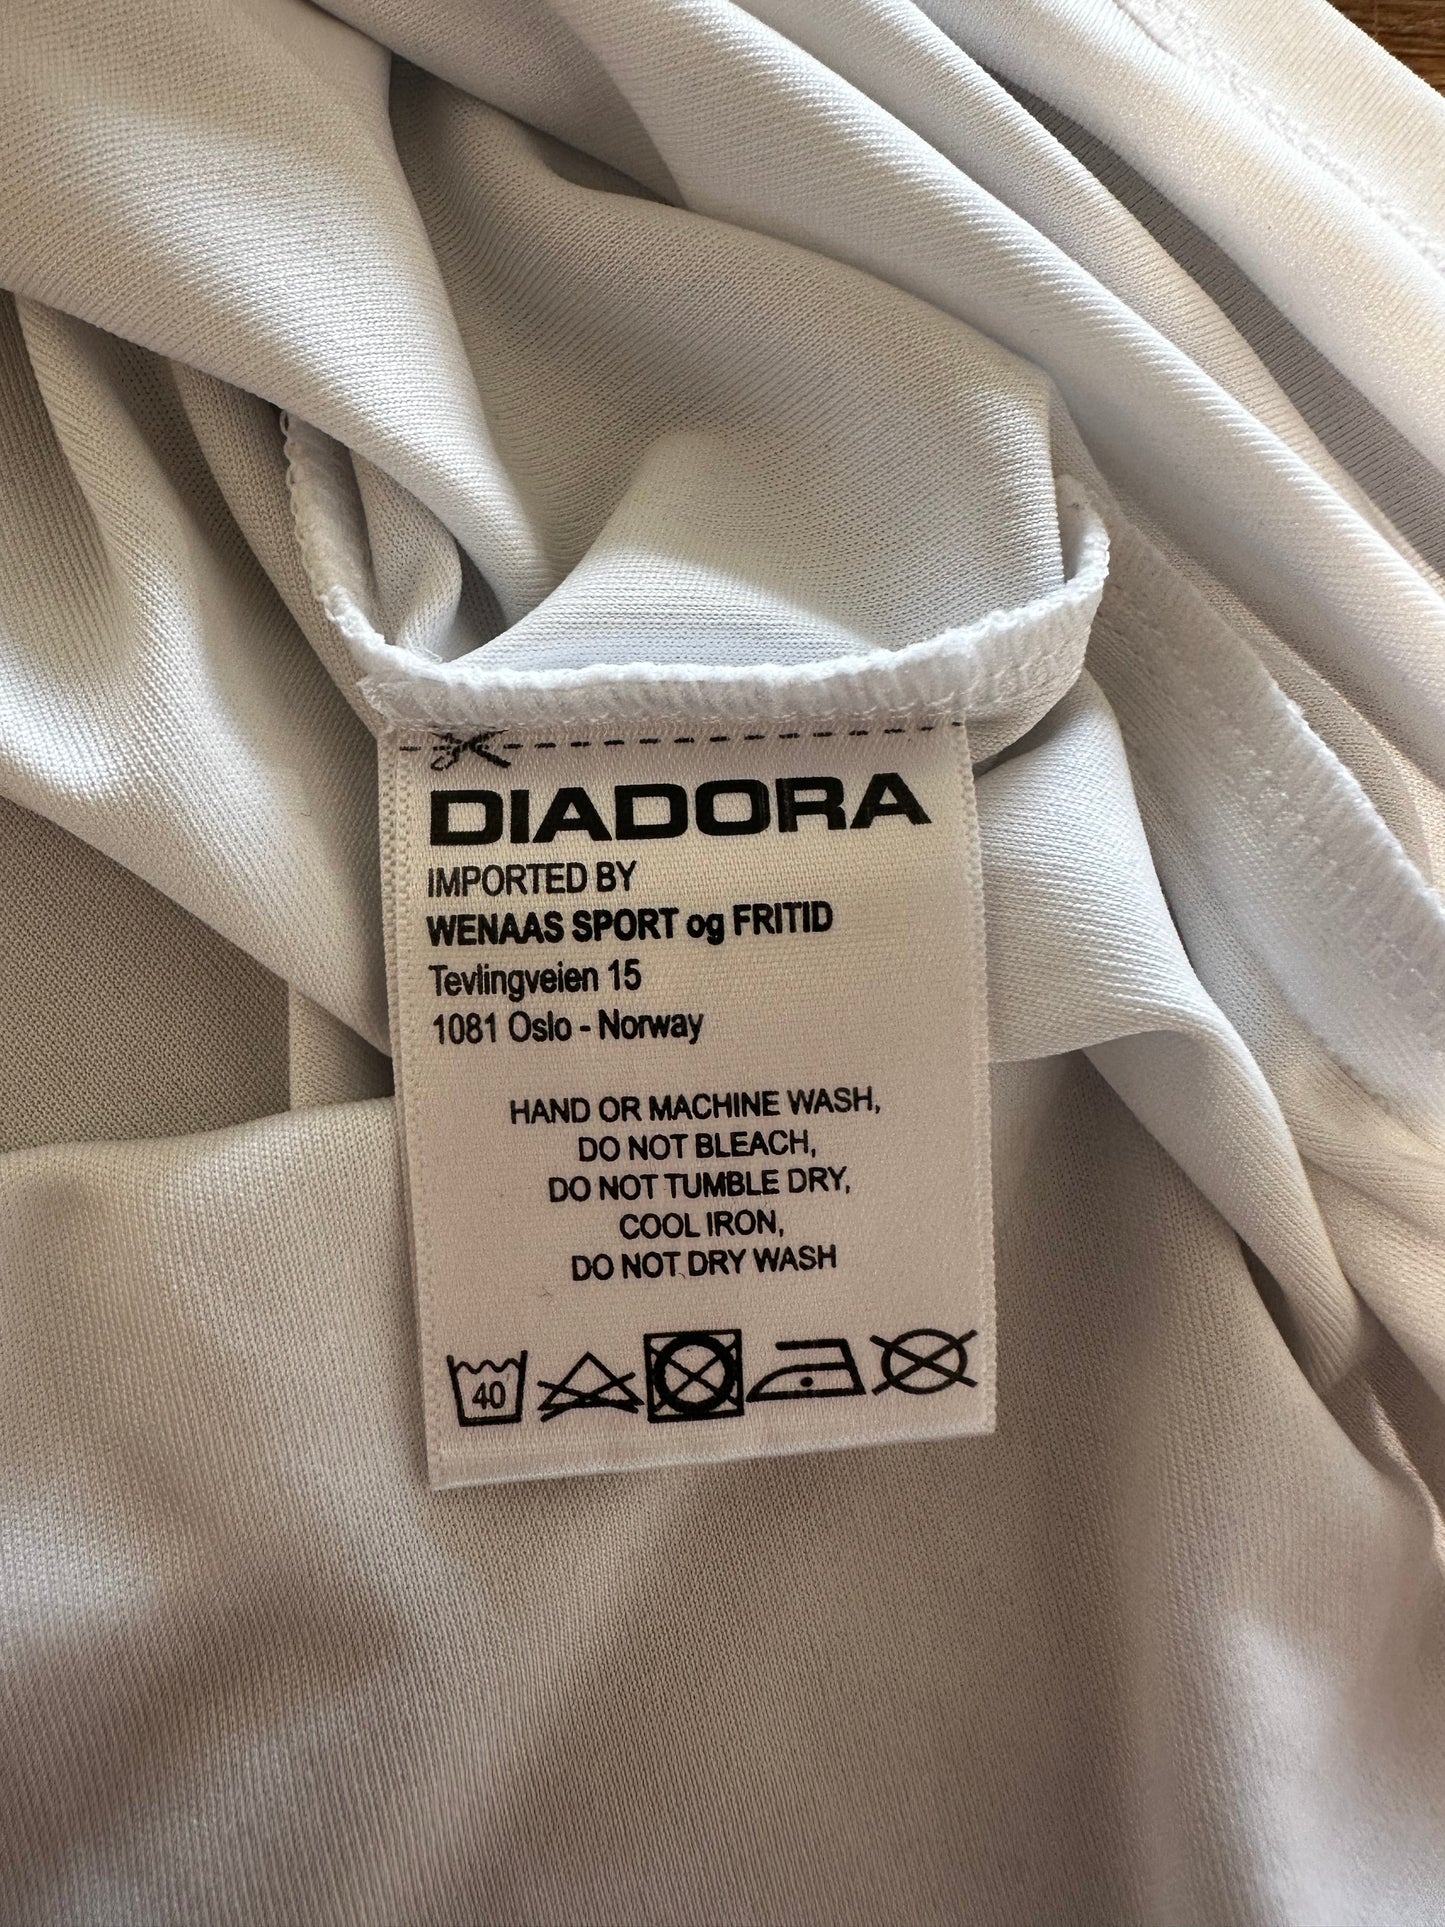 DIADORA
IMPORTED BY
WENAAS SPORT og FRITID
Tevlingveien 15
1081 Oslo - Norway
HAND OR MACHINE WASH,
DO NOT BLEACH,
DO NOT TUMBLE DRY,
COOL IRON,
DO NOT DRY WASH
40